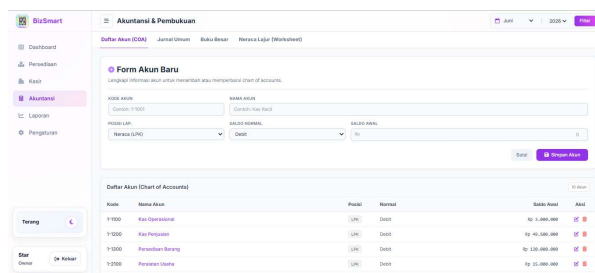 BizSmart
Akuntansi & Pembukuan
Juni
2026
Filter
Daftar Akun (COA)
Jurnal Umum
Buku Besar
Neraca Lajur (Worksheet)
Dashboard
Persediaan
Kasir
Akuntansi
Laporan
Pengaturan
Form Akun Baru
Lengkapi informasi akun untuk menambah atau memperbarui chart of accounts.
KODE AKUN
NAMA AKUN
Contoh: 1-1001
Contoh: Kas Kecil
POSISI LAP.
SALDO NORMAL
SALDO AWAL
Neraca (LPK)
Debit
Rp
0
Batal
Simpan Akun
Daftar Akun (Chart of Accounts)
Akun
Kode
Nama Akun
Posisi
Normal
Saldo Awal
Aksi
1-1100
Kas Operasional
LPK
Debit
1-1200
Kas Penjualan
LPK
Debit
Rp 45.500.000
1-1300
Persediaan Barang
LPK
Debit
Rp 120.000.000
1-2100
Peralatan Usaha
LPK
Debit
Rp 15.000.000
Terang
Star
Owner
Keluar